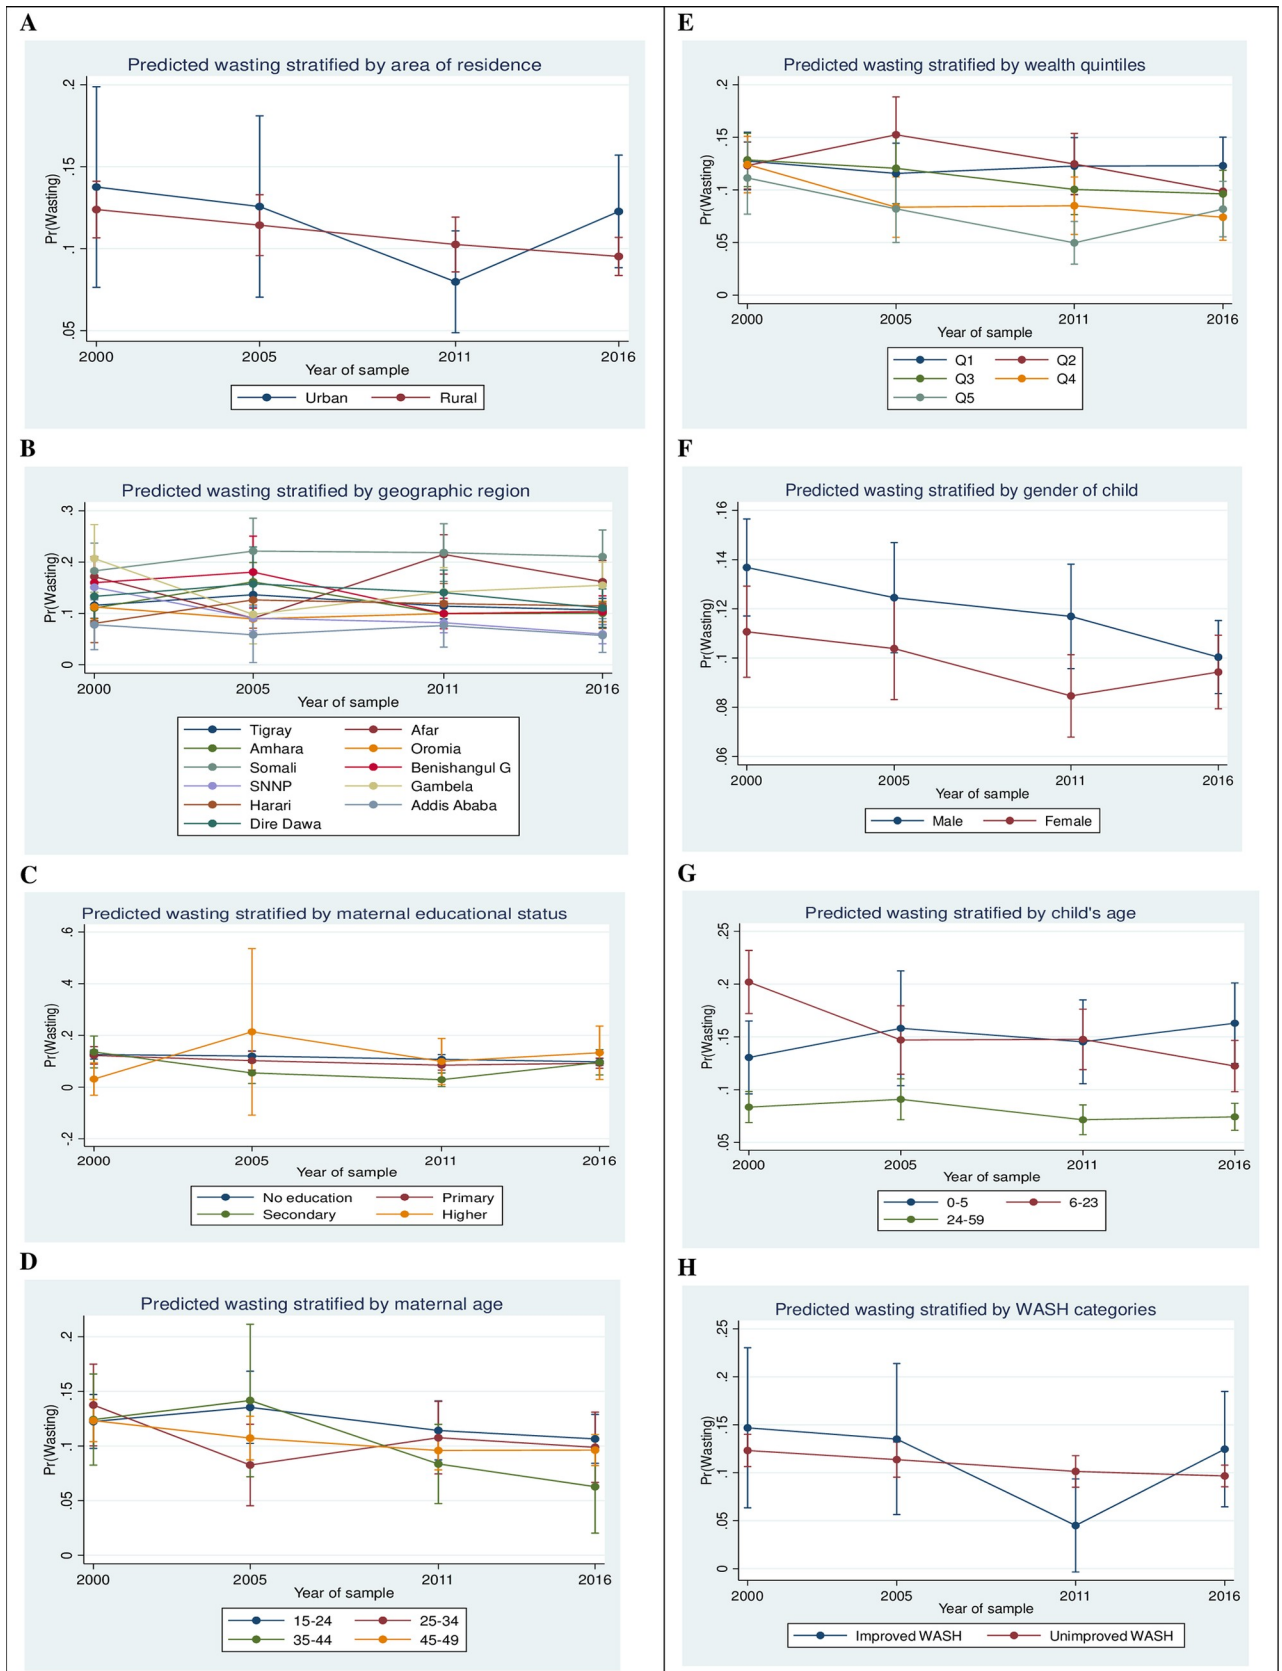 A
Predicted wasting stratified by area of residence
Pr(Wasting)
.2
.15
.1
.05
2000 2005 2011 2016
Year of sample
Urban Rural
B
Predicted wasting stratified by geographic region
Pr(Wasting)
.3
.2
.1
0
2000 2005 2011 2016
Year of sample
Tigray Afar
Amhara Oromia
Somali Benishangul G
SNNP Gambela
Harari Addis Ababa
Dire Dawa
C
Predicted wasting stratified by maternal educational status
Pr(Wasting)
.6
.4
.2
0
-.2
2000 2005 2011 2016
Year of sample
No education Primary
Secondary Higher
D
Predicted wasting stratified by maternal age
Pr(Wasting)
.2
.15
.1
.05
0
2000 2005 2011 2016
Year of sample
15-24 25-34
35-44 45-49
E
Predicted wasting stratified by wealth quintiles
Pr(Wasting)
.2
.15
.1
.05
0
2000 2005 2011 2016
Year of sample
Q1 Q2
Q3 Q4
Q5
F
Predicted wasting stratified by gender of child
Pr(Wasting)
.16
.14
.12
.1
.08
.06
2000 2005 2011 2016
Year of sample
Male Female
G
Predicted wasting stratified by child's age
Pr(Wasting)
.25
.2
.15
.1
.05
2000 2005 2011 2016
Year of sample
0-5 6-23
24-59
H
Predicted wasting stratified by WASH categories
Pr(Wasting)
.25
.2
.15
.1
.05
0
2000 2005 2011 2016
Year of sample
Improved WASH Unimproved WASH